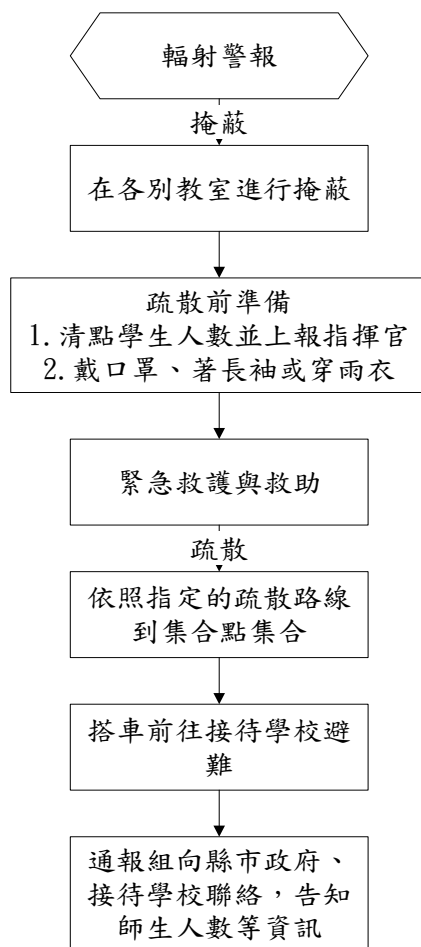 輻射警報
掩蔽
在各別教室進行掩蔽
疏散前準備
1.清點學生人數並上報指揮官
2.戴口罩、著長袖或穿雨衣
緊急救護與救助
疏散
依照指定的疏散路線
到集合點集合
搭車前往接待學校避
難
通報組向縣市政府、
接待學校聯絡，告知
師生人數等資訊